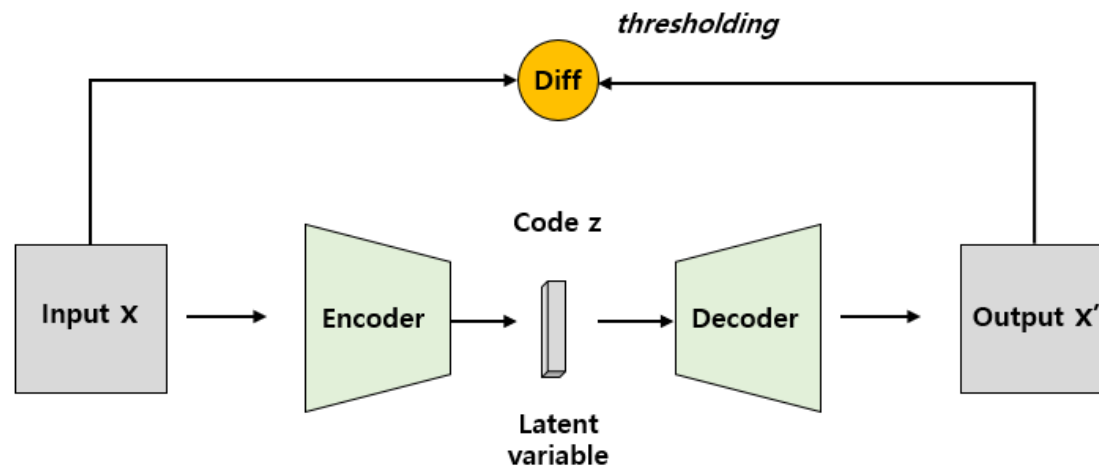 thresholding
Diff
Code z
Input X
Encoder
Decoder
Output X′
Latent
variable